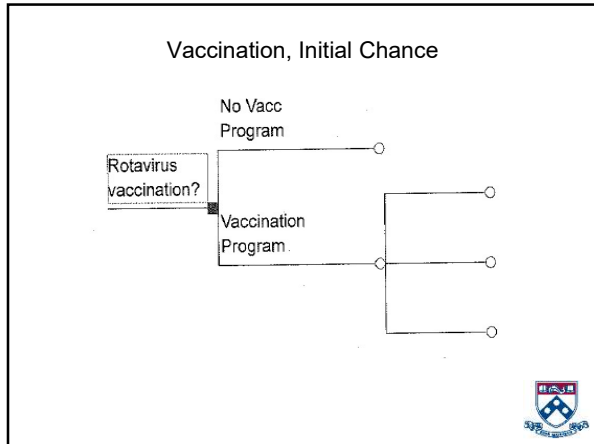 Vaccination, Initial Chance
No Vacc
Program
Rotavirus
vaccination?
Vaccination
Program